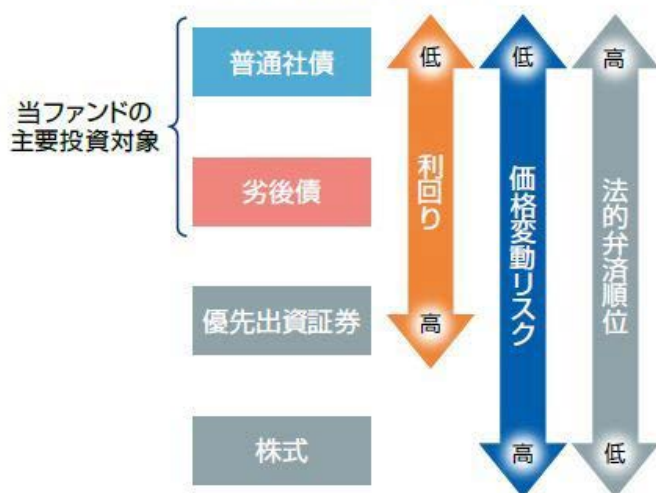 当ファンドの
主要投資対象
普通社債
劣後債
優先出資証券
株式
低
利回り
高
低
価格変動リスク
高
高
法的弁済順位
低